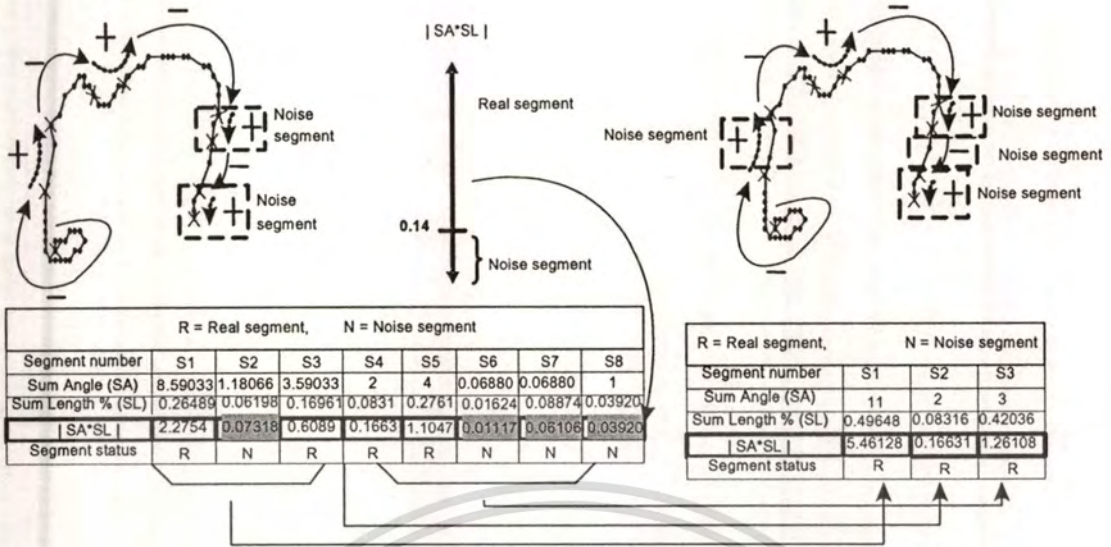 | SA*SL |
Real segment
0.14
Noise segment
+
−
+
−
Noise
segment
+
−
Noise
segment
+
−
+
−
Noise segment
+
−
Noise segment
+
Noise segment
−
Noise segment
+
−
R = Real segment, N = Noise segment
Segment number S1 S2 S3 S4 S5 S6 S7 S8
Sum Angle (SA) 8.59033 1.18066 3.59033 2 4 0.06880 0.06880 1
Sum Length % (SL) 0.26489 0.06198 0.16961 0.0831 0.2761 0.01624 0.08874 0.03920
| SA*SL | 2.2754 0.07318 0.6089 0.1663 1.1047 0.01117 0.06106 0.03920
Segment status R N R R R N N N
R = Real segment, N = Noise segment
Segment number S1 S2 S3
Sum Angle (SA) 11 2 3
Sum Length % (SL) 0.49648 0.08316 0.42036
| SA*SL | 5.46128 0.16631 1.26108
Segment status R R R